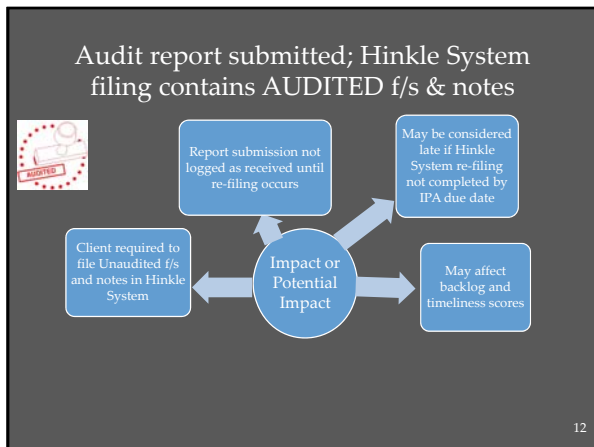 Audit report submitted; Hinkle System
filing contains AUDITED f/s & notes
AUDITED
Report submission not
logged as received until
re-filing occurs
May be considered
late if Hinkle
System re-filing
not completed by
IPA due date
Client required to
file Unaudited f/s
and notes in Hinkle
System
Impact or
Potential
Impact
May affect
backlog and
timeliness scores
12